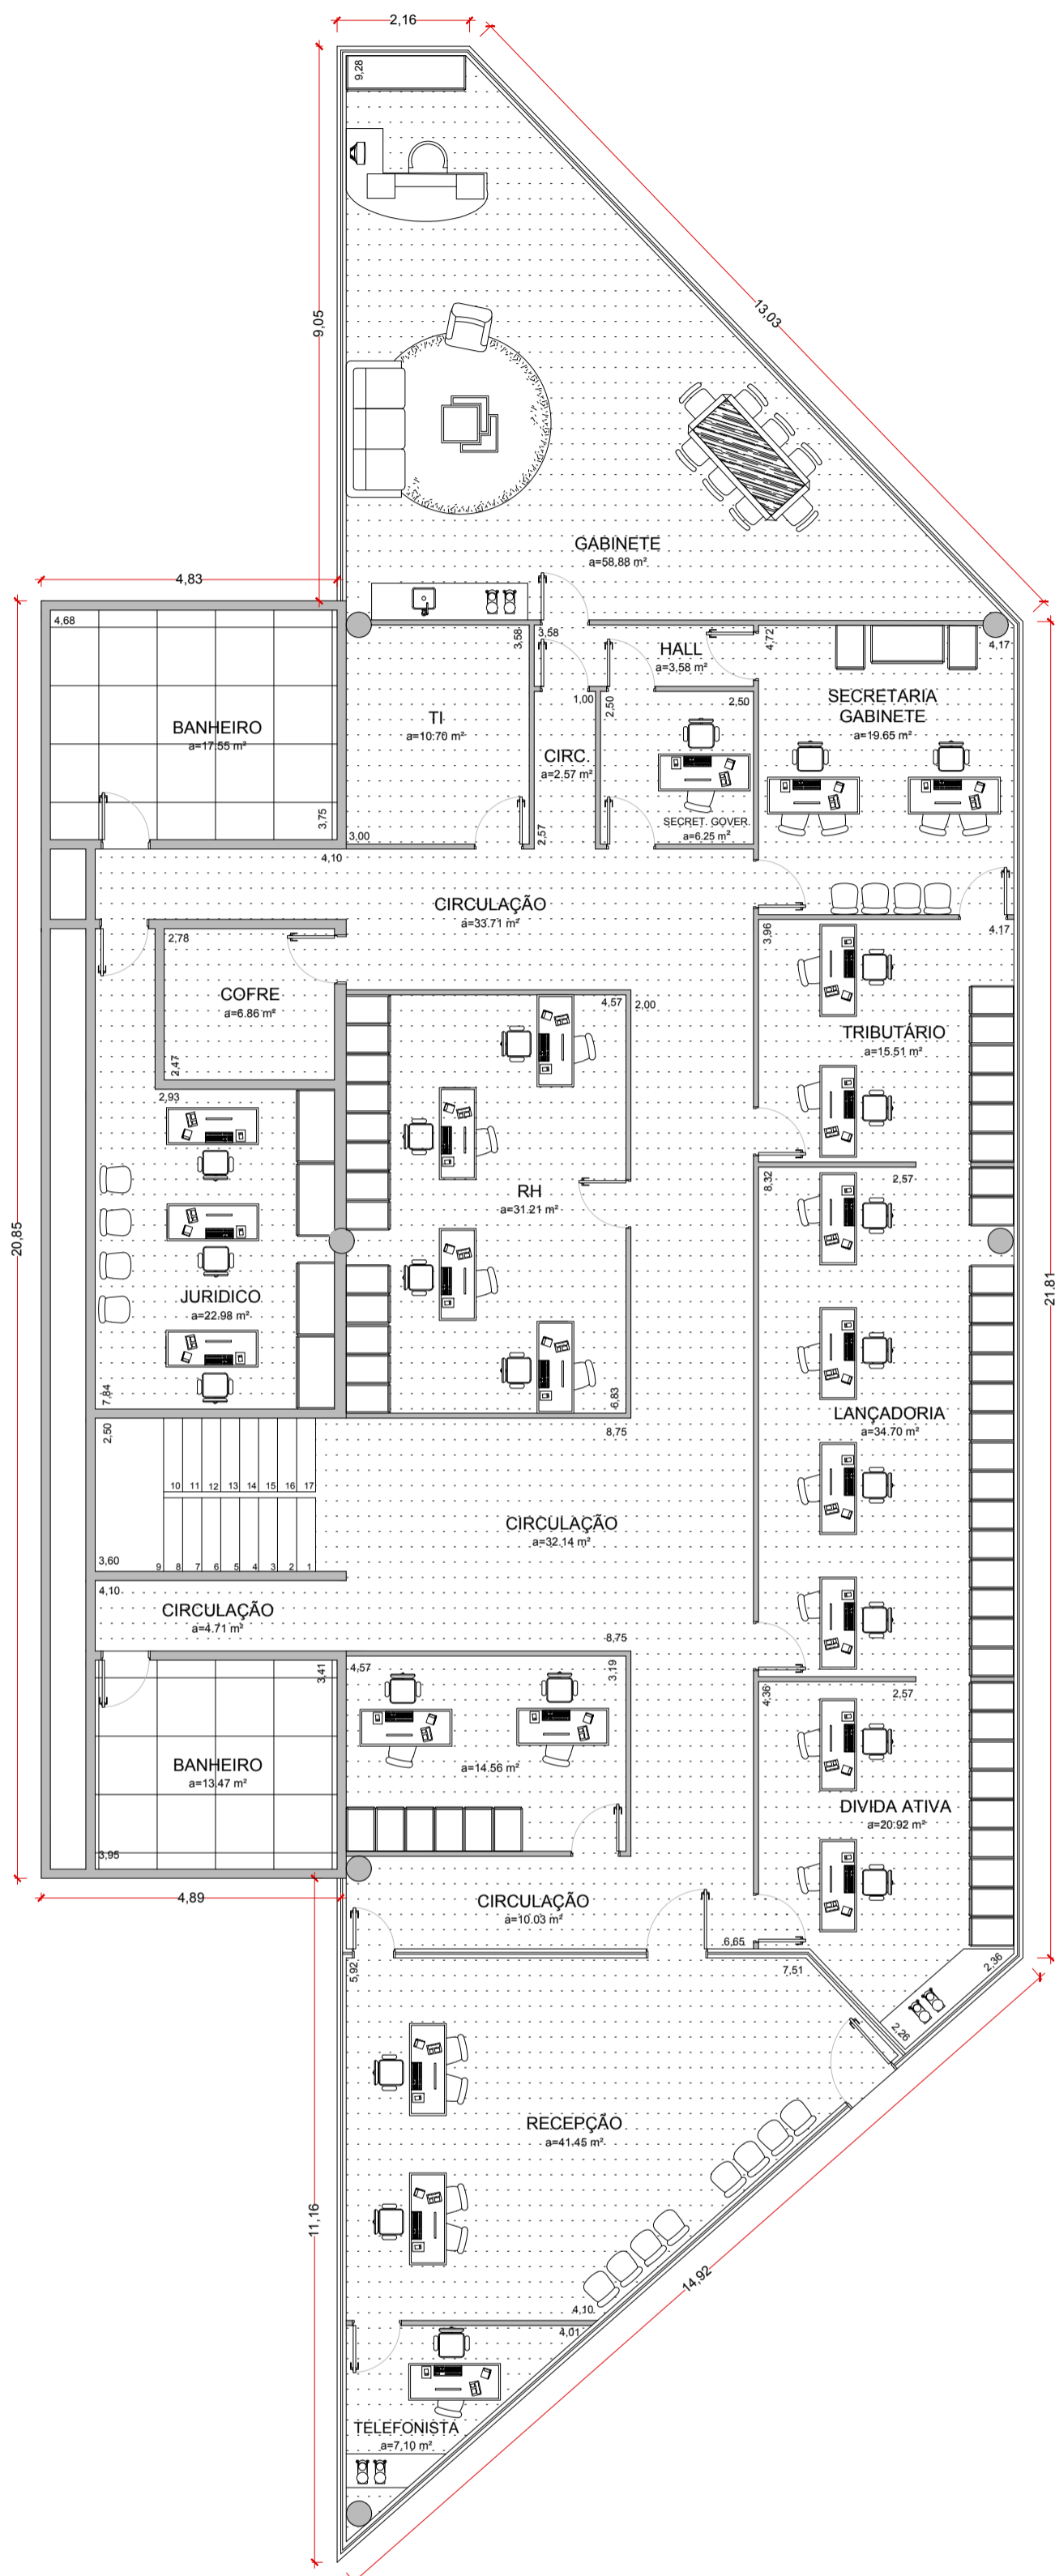 2,16
9,28
13,03
9,05
GABINETE
a=58,88 m²
4,83
4,68
3,58
3,58
HALL
a=3,58 m²
4,72
4,17
BANHEIRO
a=17.55 m²
TI
a=10.70 m²
1,00
2,50
2,50
SECRETARIA
GABINETE
a=19.65 m²
CIRC.
a=2.57 m²
3,75
3,00
2,57
SECRET. GOVER.
a=6.25 m²
4,10
CIRCULAÇÃO
a=33.71 m²
2,78
3,96
4,17
COFRE
a=6.86 m²
4,57
2,00
TRIBUTÁRIO
a=15.51 m²
2,47
2,93
RH
a=31.21 m²
8,32
2,57
20,85
21,81
JURIDICO
a=22.98 m²
7,84
6,83
LANÇADORIA
a=34.70 m²
2,50
8,75
10 11 12 13 14 15 16 17
CIRCULAÇÃO
a=32.14 m²
3,60
9 8 7 6 5 4 3 2 1
4,10
CIRCULAÇÃO
a=4.71 m²
8,75
3,41
4,57
3,19
4,36
2,57
BANHEIRO
a=13.47 m²
a=14.56 m²
DIVIDA ATIVA
a=20.92 m²
3,95
4,89
CIRCULAÇÃO
a=10.03 m²
6,65
5,92
7,51
2,36
2,26
RECEPÇÃO
a=41.45 m²
11,16
14,92
4,10
4,01
TELEFONISTA
a=7,10 m²